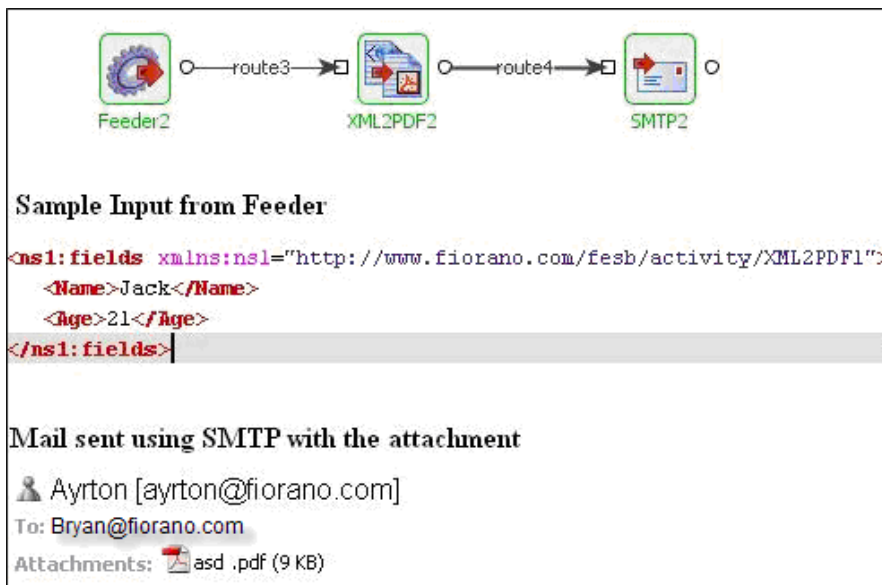 route3
route4
Feeder2
XML2PDF2
SMTP2
Sample Input from Feeder
<ns1:fields xmlns:ns1="http://www.fiorano.com/fesb/activity/XML2PDF1">
<Name>Jack</Name>
<Age>21</Age>
</ns1:fields>
Mail sent using SMTP with the attachment
Ayrton [ayrton@fiorano.com]
To: Bryan@fiorano.com
Attachments: asd .pdf (9 KB)